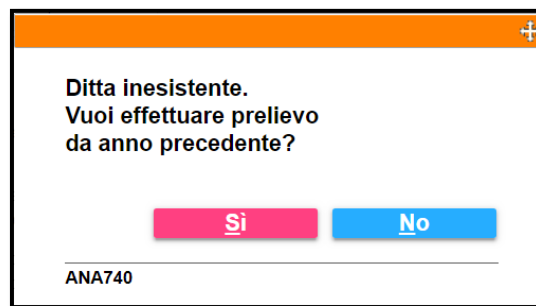 Ditta inesistente.
Vuoi effettuare prelievo
da anno precedente?
Sì No
ANA740